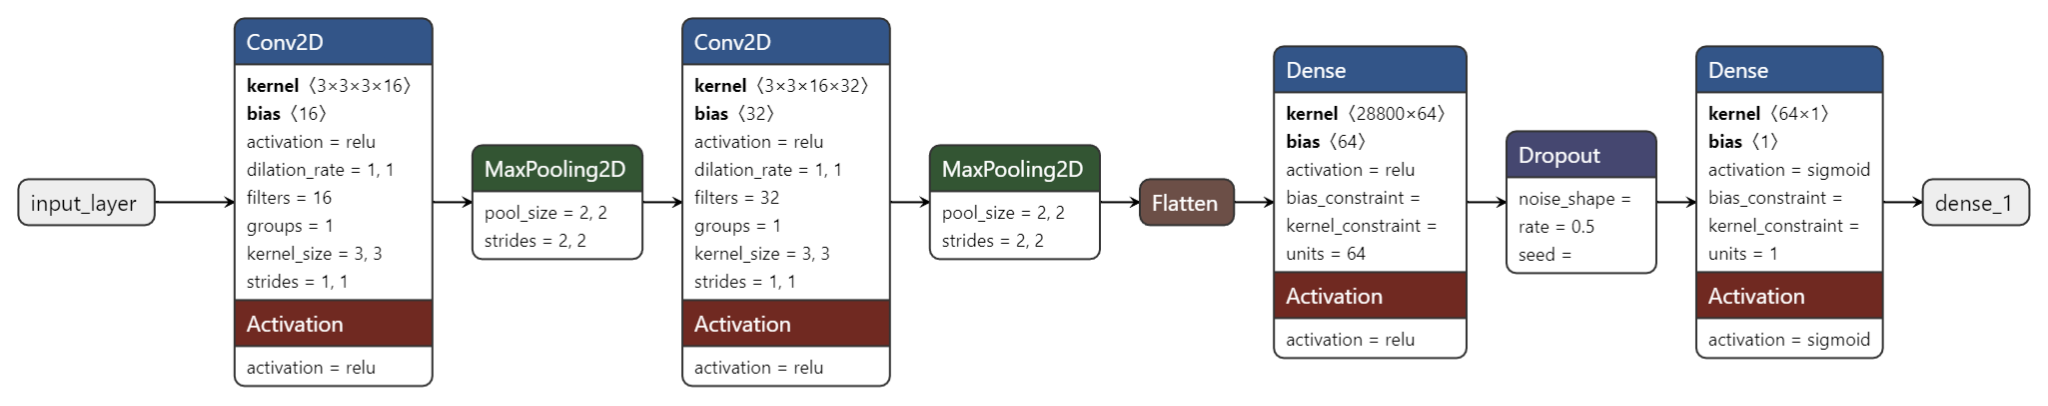 input_layer
Conv2D
kernel 〈3×3×3×16〉
bias 〈16〉
activation = relu
dilation_rate = 1, 1
filters = 16
groups = 1
kernel_size = 3, 3
strides = 1, 1
Activation
activation = relu
MaxPooling2D
pool_size = 2, 2
strides = 2, 2
Conv2D
kernel 〈3×3×16×32〉
bias 〈32〉
activation = relu
dilation_rate = 1, 1
filters = 32
groups = 1
kernel_size = 3, 3
strides = 1, 1
Activation
activation = relu
MaxPooling2D
pool_size = 2, 2
strides = 2, 2
Flatten
Dense
kernel 〈28800×64〉
bias 〈64〉
activation = relu
bias_constraint =
kernel_constraint =
units = 64
Activation
activation = relu
Dropout
noise_shape =
rate = 0.5
seed =
Dense
kernel 〈64×1〉
bias 〈1〉
activation = sigmoid
bias_constraint =
kernel_constraint =
units = 1
Activation
activation = sigmoid
dense_1